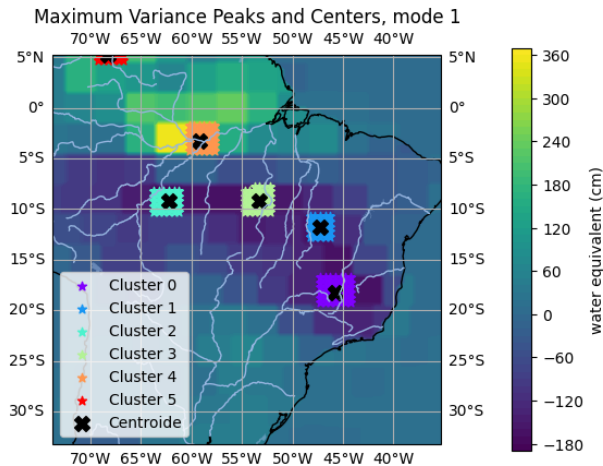 Maximum Variance Peaks and Centers, mode 1
70°W 65°W 60°W 55°W 50°W 45°W 40°W
5°N 5°N
0° 0°
5°S 5°S
10°S 10°S
15°S 15°S
20°S 20°S
25°S 25°S
30°S 30°S
70°W 65°W 60°W 55°W 50°W 45°W 40°W
Cluster 0
Cluster 1
Cluster 2
Cluster 3
Cluster 4
Cluster 5
Centroide
360
300
240
180
120
60
0
−60
−120
−180
water equivalent (cm)